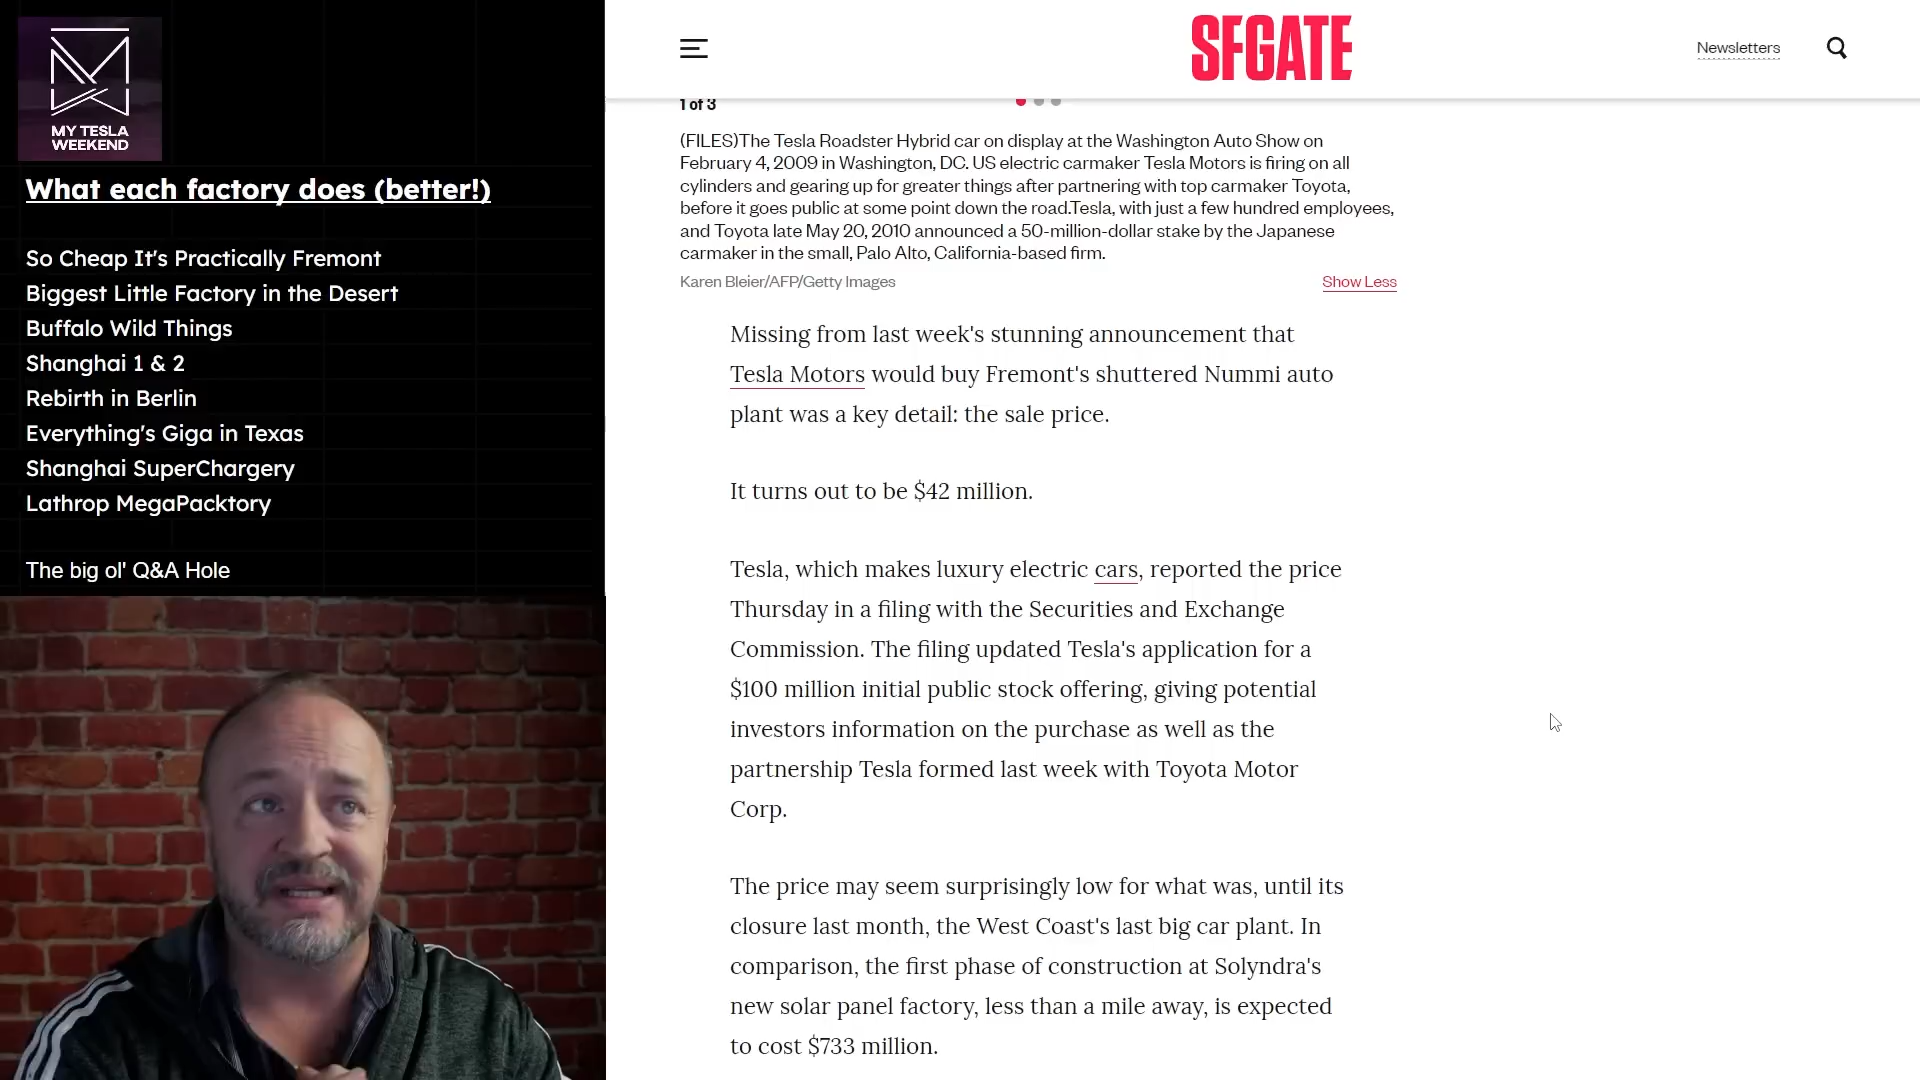 MY TESLA
WEEKEND
What each factory does (better!)
So Cheap It's Practically Fremont
Biggest Little Factory in the Desert
Buffalo Wild Things
Shanghai 1 & 2
Rebirth in Berlin
Everything's Giga in Texas
Shanghai SuperChargery
Lathrop MegaPacktory
The big ol' Q&A Hole
SFGATE
Newsletters
1 of 3
(FILES)The Tesla Roadster Hybrid car on display at the Washington Auto Show on
February 4, 2009 in Washington, DC. US electric carmaker Tesla Motors is firing on all
cylinders and gearing up for greater things after partnering with top carmaker Toyota,
before it goes public at some point down the road.Tesla, with just a few hundred employees,
and Toyota late May 20, 2010 announced a 50-million-dollar stake by the Japanese
carmaker in the small, Palo Alto, California-based firm.
Karen Bleier/AFP/Getty Images
Show Less
Missing from last week's stunning announcement that
Tesla Motors would buy Fremont's shuttered Nummi auto
plant was a key detail: the sale price.
It turns out to be $42 million.
Tesla, which makes luxury electric cars, reported the price
Thursday in a filing with the Securities and Exchange
Commission. The filing updated Tesla's application for a
$100 million initial public stock offering, giving potential
investors information on the purchase as well as the
partnership Tesla formed last week with Toyota Motor
Corp.
The price may seem surprisingly low for what was, until its
closure last month, the West Coast's last big car plant. In
comparison, the first phase of construction at Solyndra's
new solar panel factory, less than a mile away, is expected
to cost $733 million.